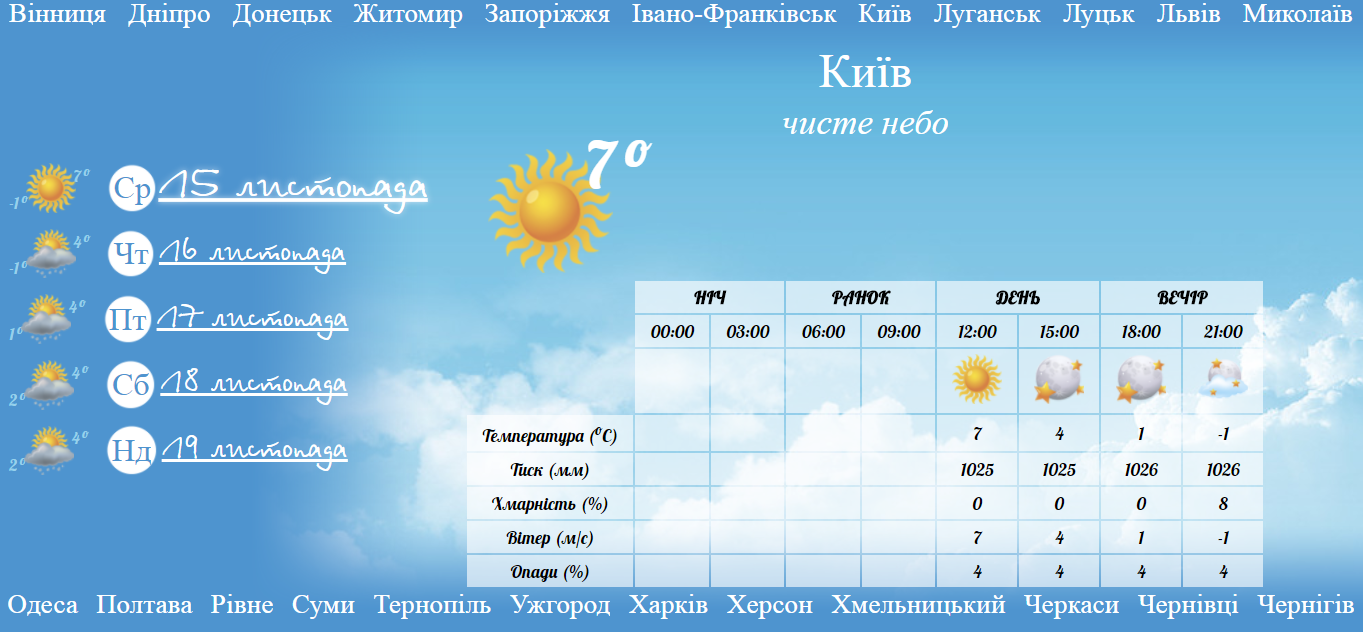 Вінниця Дніпро Донецьк Житомир Запоріжжя Івано-Франківськ Київ Луганськ Луцьк Львів Миколаїв
Київ
чисте небо
7°
7°
-1°
Ср 15 листопада
4°
-1°
Чт 16 листопада
4°
1°
Пт 17 листопада
4°
2°
Сб 18 листопада
4°
2°
Нд 19 листопада
НІЧ РАНОК ДЕНЬ ВЕЧІР
00:00 03:00 06:00 09:00 12:00 15:00 18:00 21:00
Температура (°C) 7 4 1 -1
Тиск (мм) 1025 1025 1026 1026
Хмарність (%) 0 0 0 8
Вітер (м/с) 7 4 1 -1
Опади (%) 4 4 4 4
Одеса Полтава Рівне Суми Тернопіль Ужгород Харків Херсон Хмельницький Черкаси Чернівці Чернігів